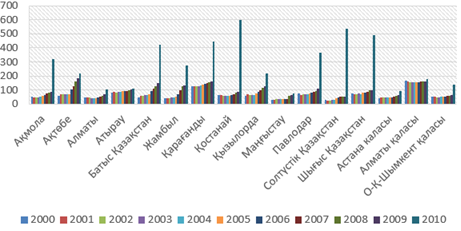 700
600
500
400
300
200
100
0
Ақмола
Ақтөбе
Алматы
Атырау
Батыс Қазақстан
Жамбыл
Қарағанды
Қостанай
Қызылорда
Маңғыстау
Павлодар
Солтүстік Қазақстан
Шығыс Қазақстан
Астана қаласы
Алматы қаласы
О-Қ-Шымкент қаласы
2000 2001 2002 2003 2004 2005 2006 2007 2008 2009 2010